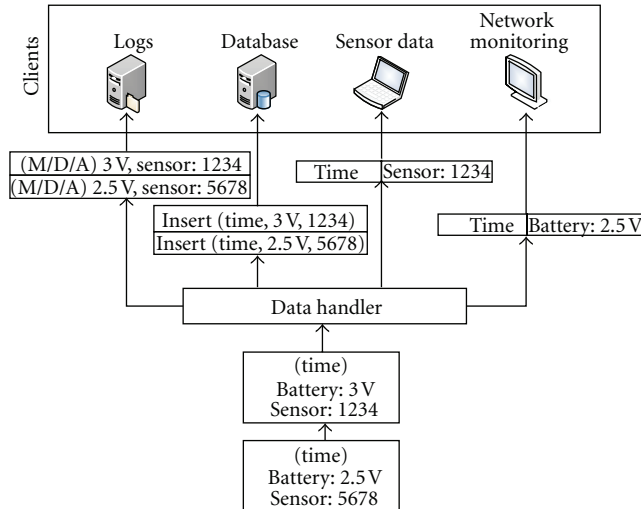 Clients
Logs
Database
Sensor data
Network
monitoring
(M/D/A) 3 V, sensor: 1234
(M/D/A) 2.5 V, sensor: 5678
Time
Sensor: 1234
Insert (time, 3 V, 1234)
Insert (time, 2.5 V, 5678)
Time
Battery: 2.5 V
Data handler
(time)
Battery: 3 V
Sensor: 1234
(time)
Battery: 2.5 V
Sensor: 5678